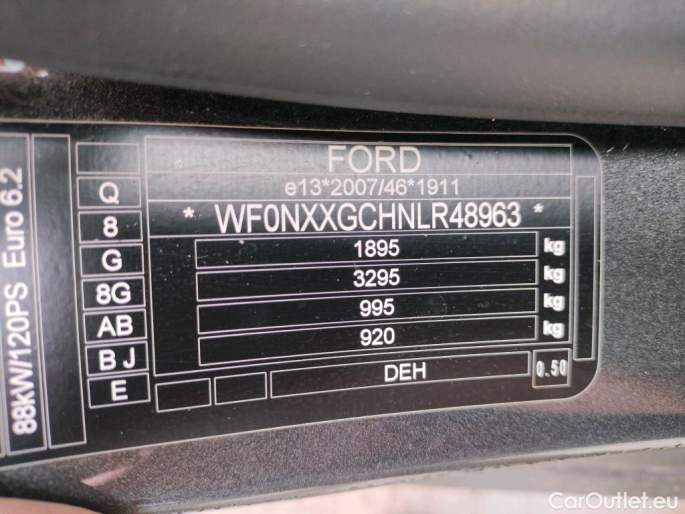 88kW/120PS Euro 6.2
Q
8
G
8G
AB
B J
E
FORD
e13*2007/46*1911
* WF0NXXGCHNLR48963 *
1895 kg
3295 kg
995 kg
920 kg
DEH
0.50
CarOutlet.eu